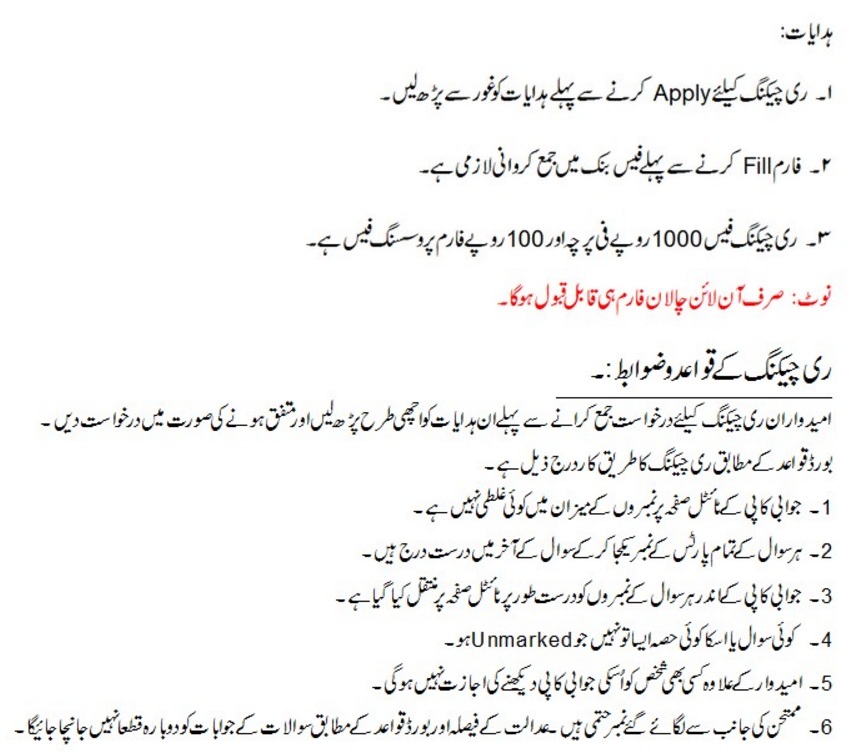 ہدایات:
۱۔ ری چیکنگ کیلئے Apply کرنے سے پہلے ہدایات کو غور سے پڑھ لیں۔
۲۔ فارم Fill کرنے سے پہلے فیس بنک میں جمع کروانی لازمی ہے۔
۳۔ ری چیکنگ فیس 1000 روپے فی پرچہ اور 100 روپے فارم پروسسنگ فیس ہے۔
نوٹ: صرف آن لائن چالان فارم ہی قابل قبول ہوگا۔
ری چیکنگ کے قواعد و ضوابط:۔
امیدواران ری چیکنگ کیلئے درخواست جمع کرانے سے پہلے ان ہدایات کو اچھی طرح پڑھ لیں اور متفق ہونے کی صورت میں درخواست دیں۔
بورڈ قواعد کے مطابق ری چیکنگ کا طریق کار درج ذیل ہے۔
1۔ جوابی کاپی کے ٹائٹل صفحہ پر نمبروں کے میزان میں کوئی غلطی نہیں ہے۔
2۔ ہر سوال کے تمام پارٹس کے نمبر یکجا کر کے سوال کے آخر میں درست درج ہیں۔
3۔ جوابی کاپی کے اندر ہر سوال کے نمبروں کو درست طور پر ٹائٹل صفحہ پر منتقل کیا گیا ہے۔
4۔ کوئی سوال یا اسکا کوئی حصہ ایسا تو نہیں جو Unmarked ہو۔
5۔ امیدوار کے علاوہ کسی بھی شخص کو اُسکی جوابی کاپی دیکھنے کی اجازت نہیں ہوگی۔
6۔ ممتحن کی جانب سے لگائے گئے نمبر حتمی ہیں۔ عدالت کے فیصلہ اور بورڈ قواعد کے مطابق سوالات کے جوابات کو دوبارہ قطعا نہیں جانچا جائیگا۔